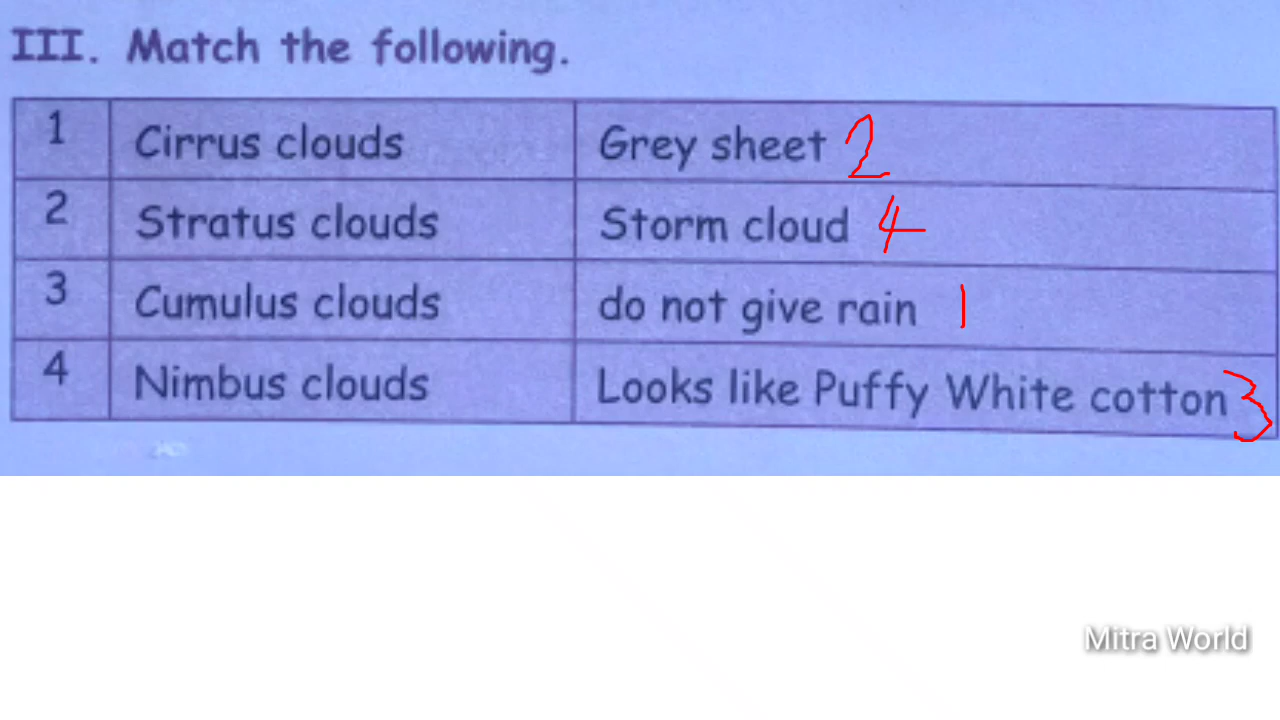 III. Match the following.
1 Cirrus clouds Grey sheet 2
2 Stratus clouds Storm cloud 4
3 Cumulus clouds do not give rain 1
4 Nimbus clouds Looks like Puffy White cotton 3
Mitra World